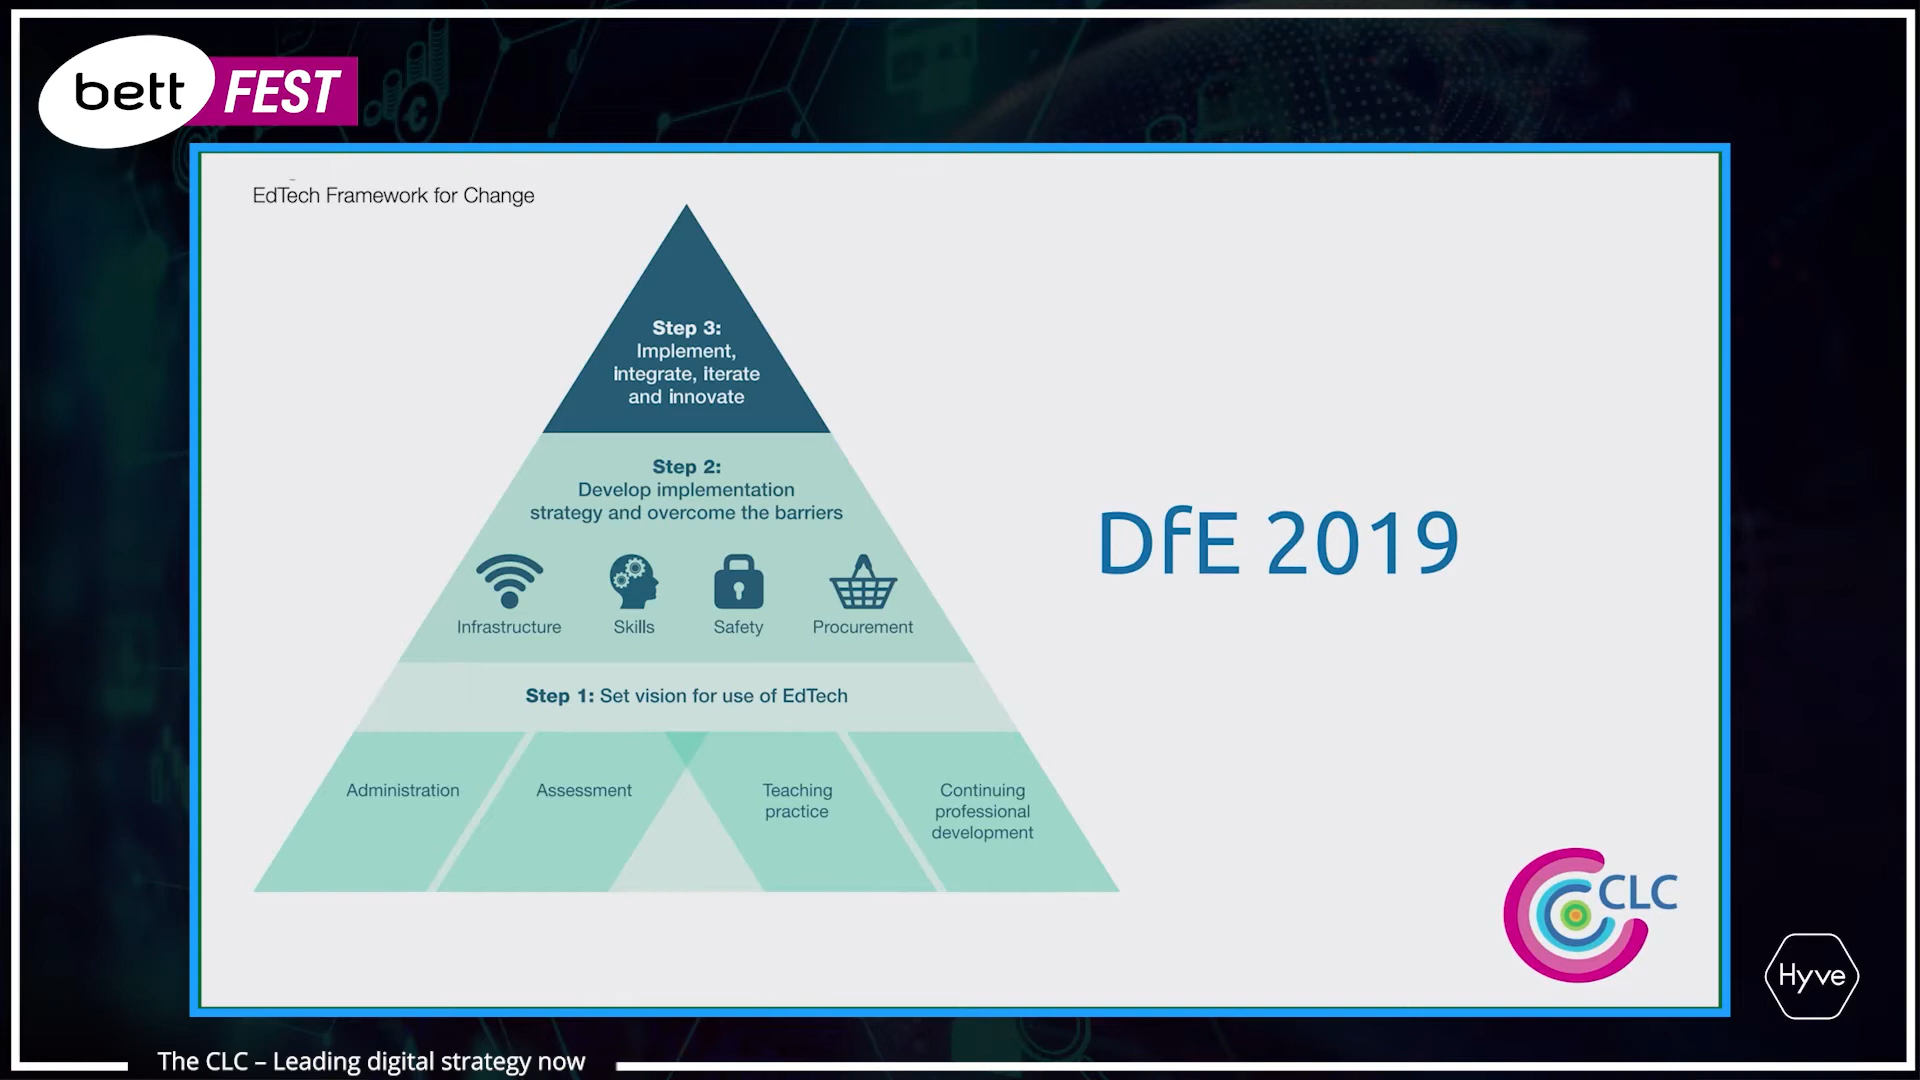 bett FEST
EdTech Framework for Change
Step 3:
Implement,
integrate, iterate
and innovate
Step 2:
Develop implementation
strategy and overcome the barriers
Infrastructure
Skills
Safety
Procurement
Step 1: Set vision for use of EdTech
Administration
Assessment
Teaching
practice
Continuing
professional
development
DfE 2019
CLC
Hyve
The CLC – Leading digital strategy now